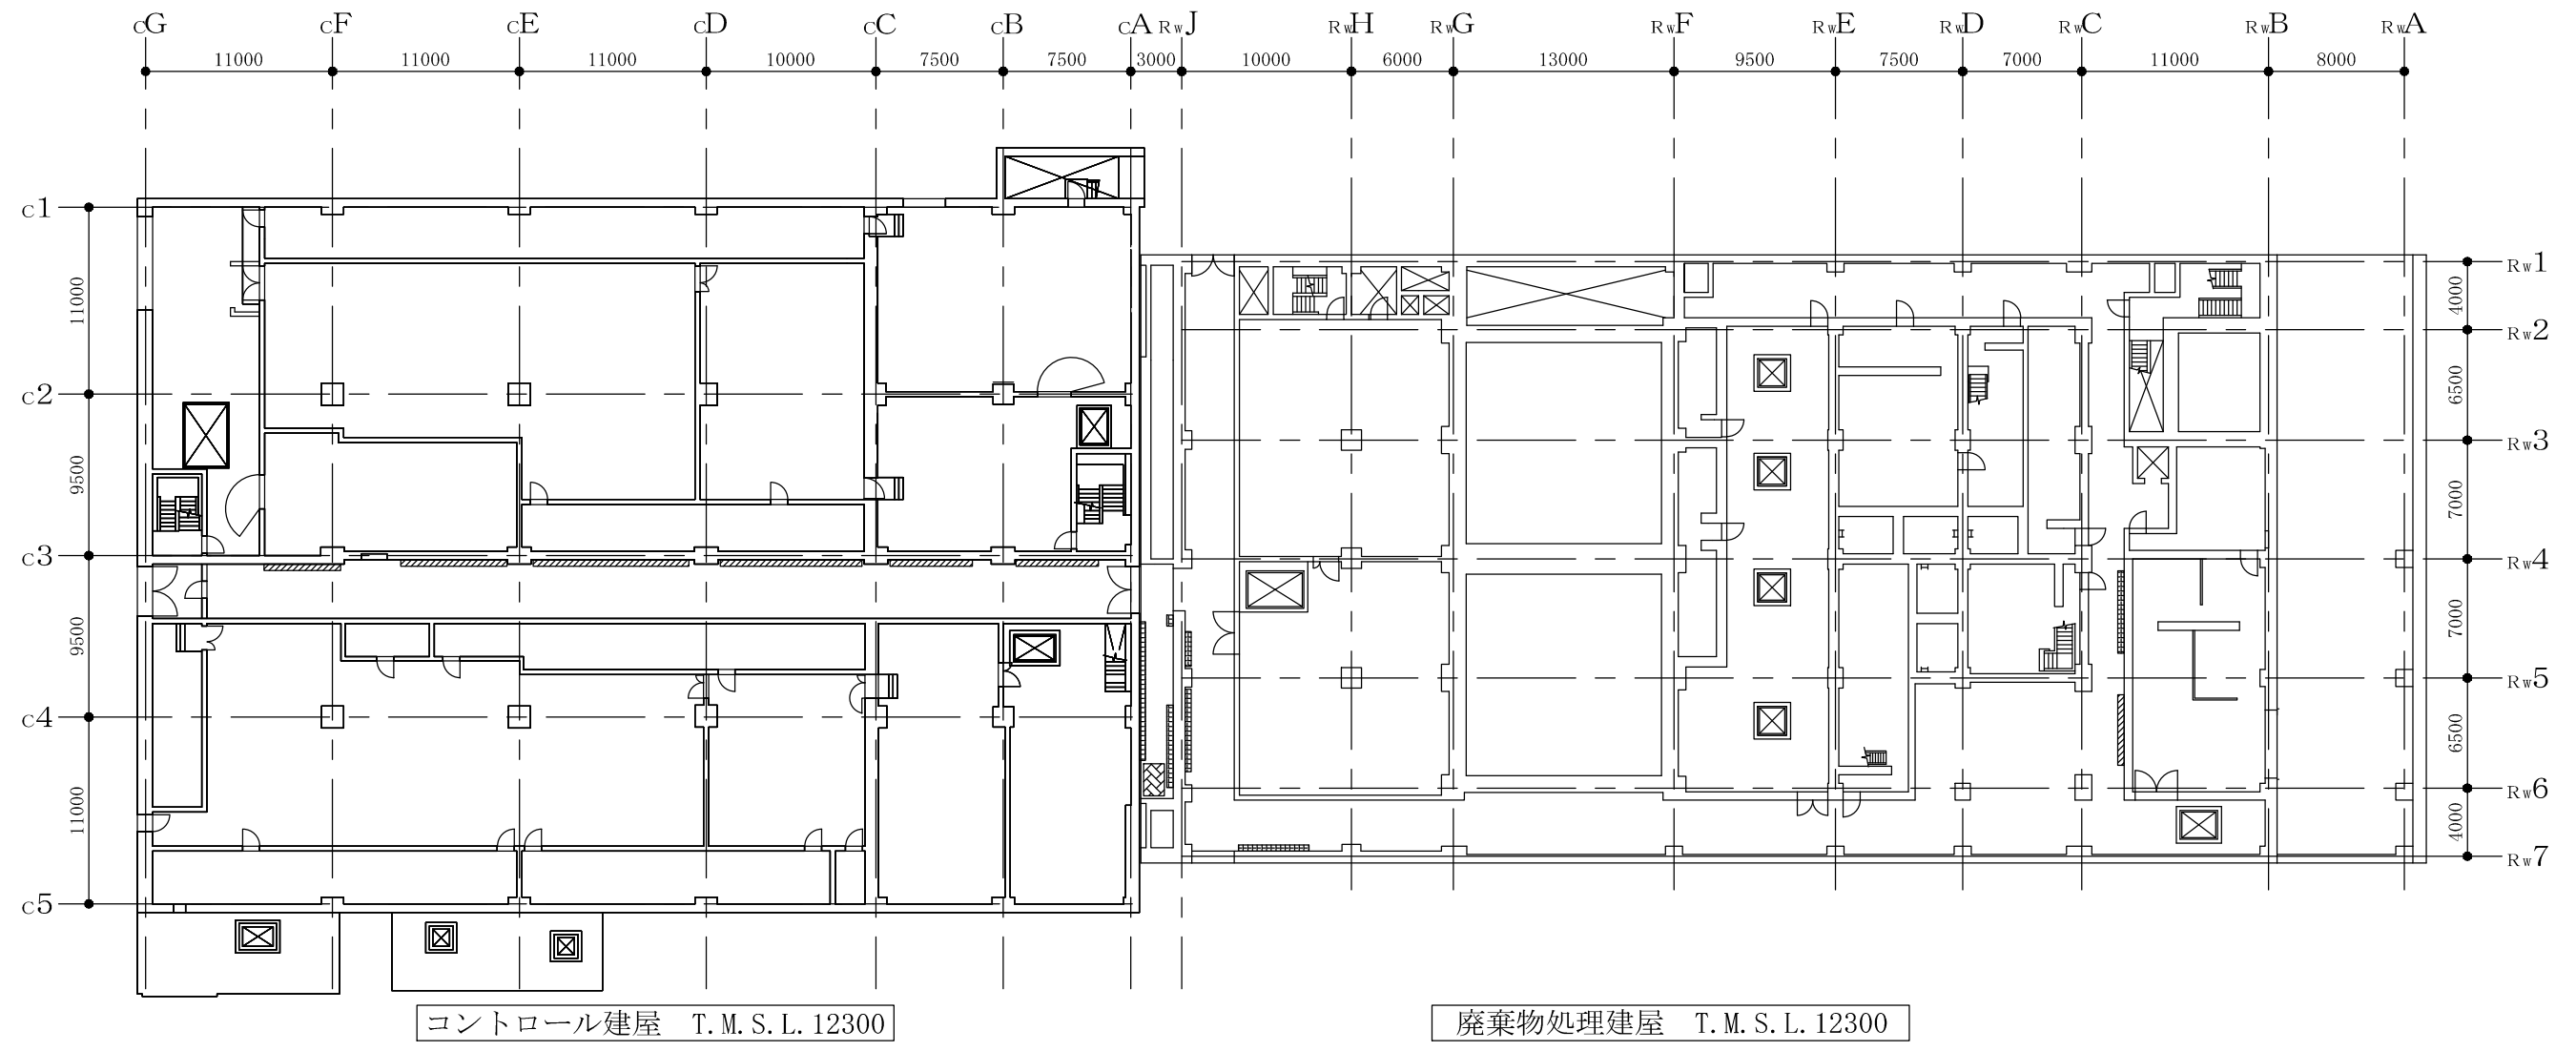 CG CF CE CD CC CB CA RwJ RwH RwG RwF RwE RwD RwC RwB RwA
11000 11000 11000 10000 7500 7500 3000 10000 6000 13000 9500 7500 7000 11000 8000
C1
C2
C3
C4
C5
11000
9500
9500
11000
Rw1
Rw2
Rw3
Rw4
Rw5
Rw6
Rw7
4000
6500
7000
7000
6500
4000
コントロール建屋 T.M.S.L.12300
廃棄物処理建屋 T.M.S.L.12300